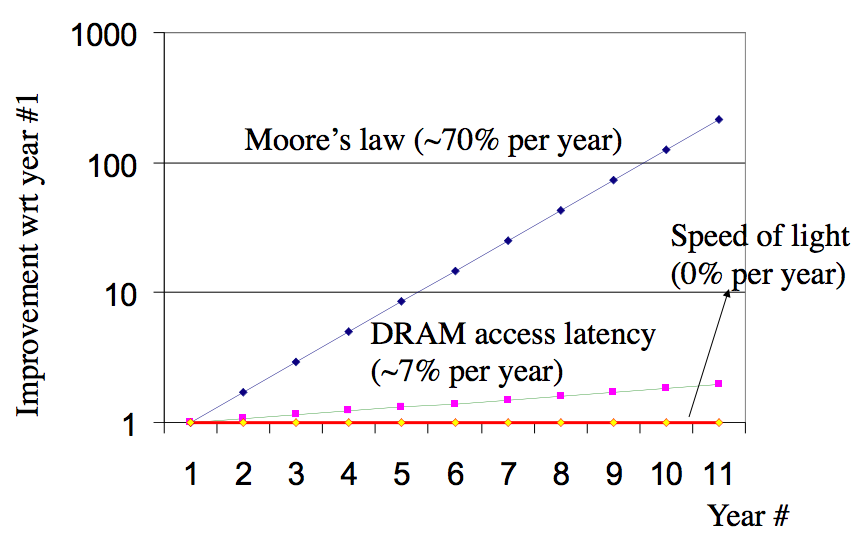 1000
Improvement wrt year #1
Moore's law (~70% per year)
100
Speed of light
(0% per year)
10
DRAM access latency
(~7% per year)
1
1 2 3 4 5 6 7 8 9 10 11
Year #